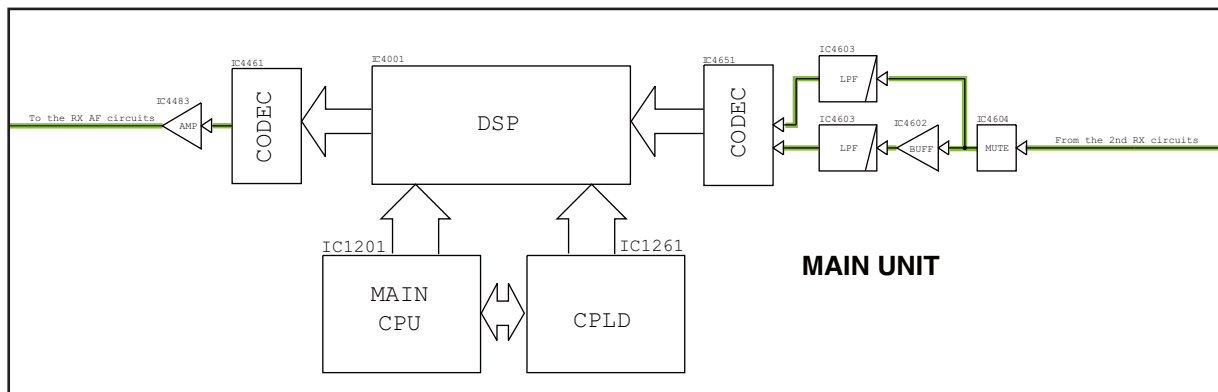 IC4603
IC4461
IC4001
IC4651
LPF
IC4483
To the RX AF circuits
AMP
CODEC
DSP
CODEC
IC4603
IC4602
IC4604
LPF
BUFF
MUTE
From the 2nd RX circuits
IC1201
IC1261
MAIN
CPU
CPLD
MAIN UNIT